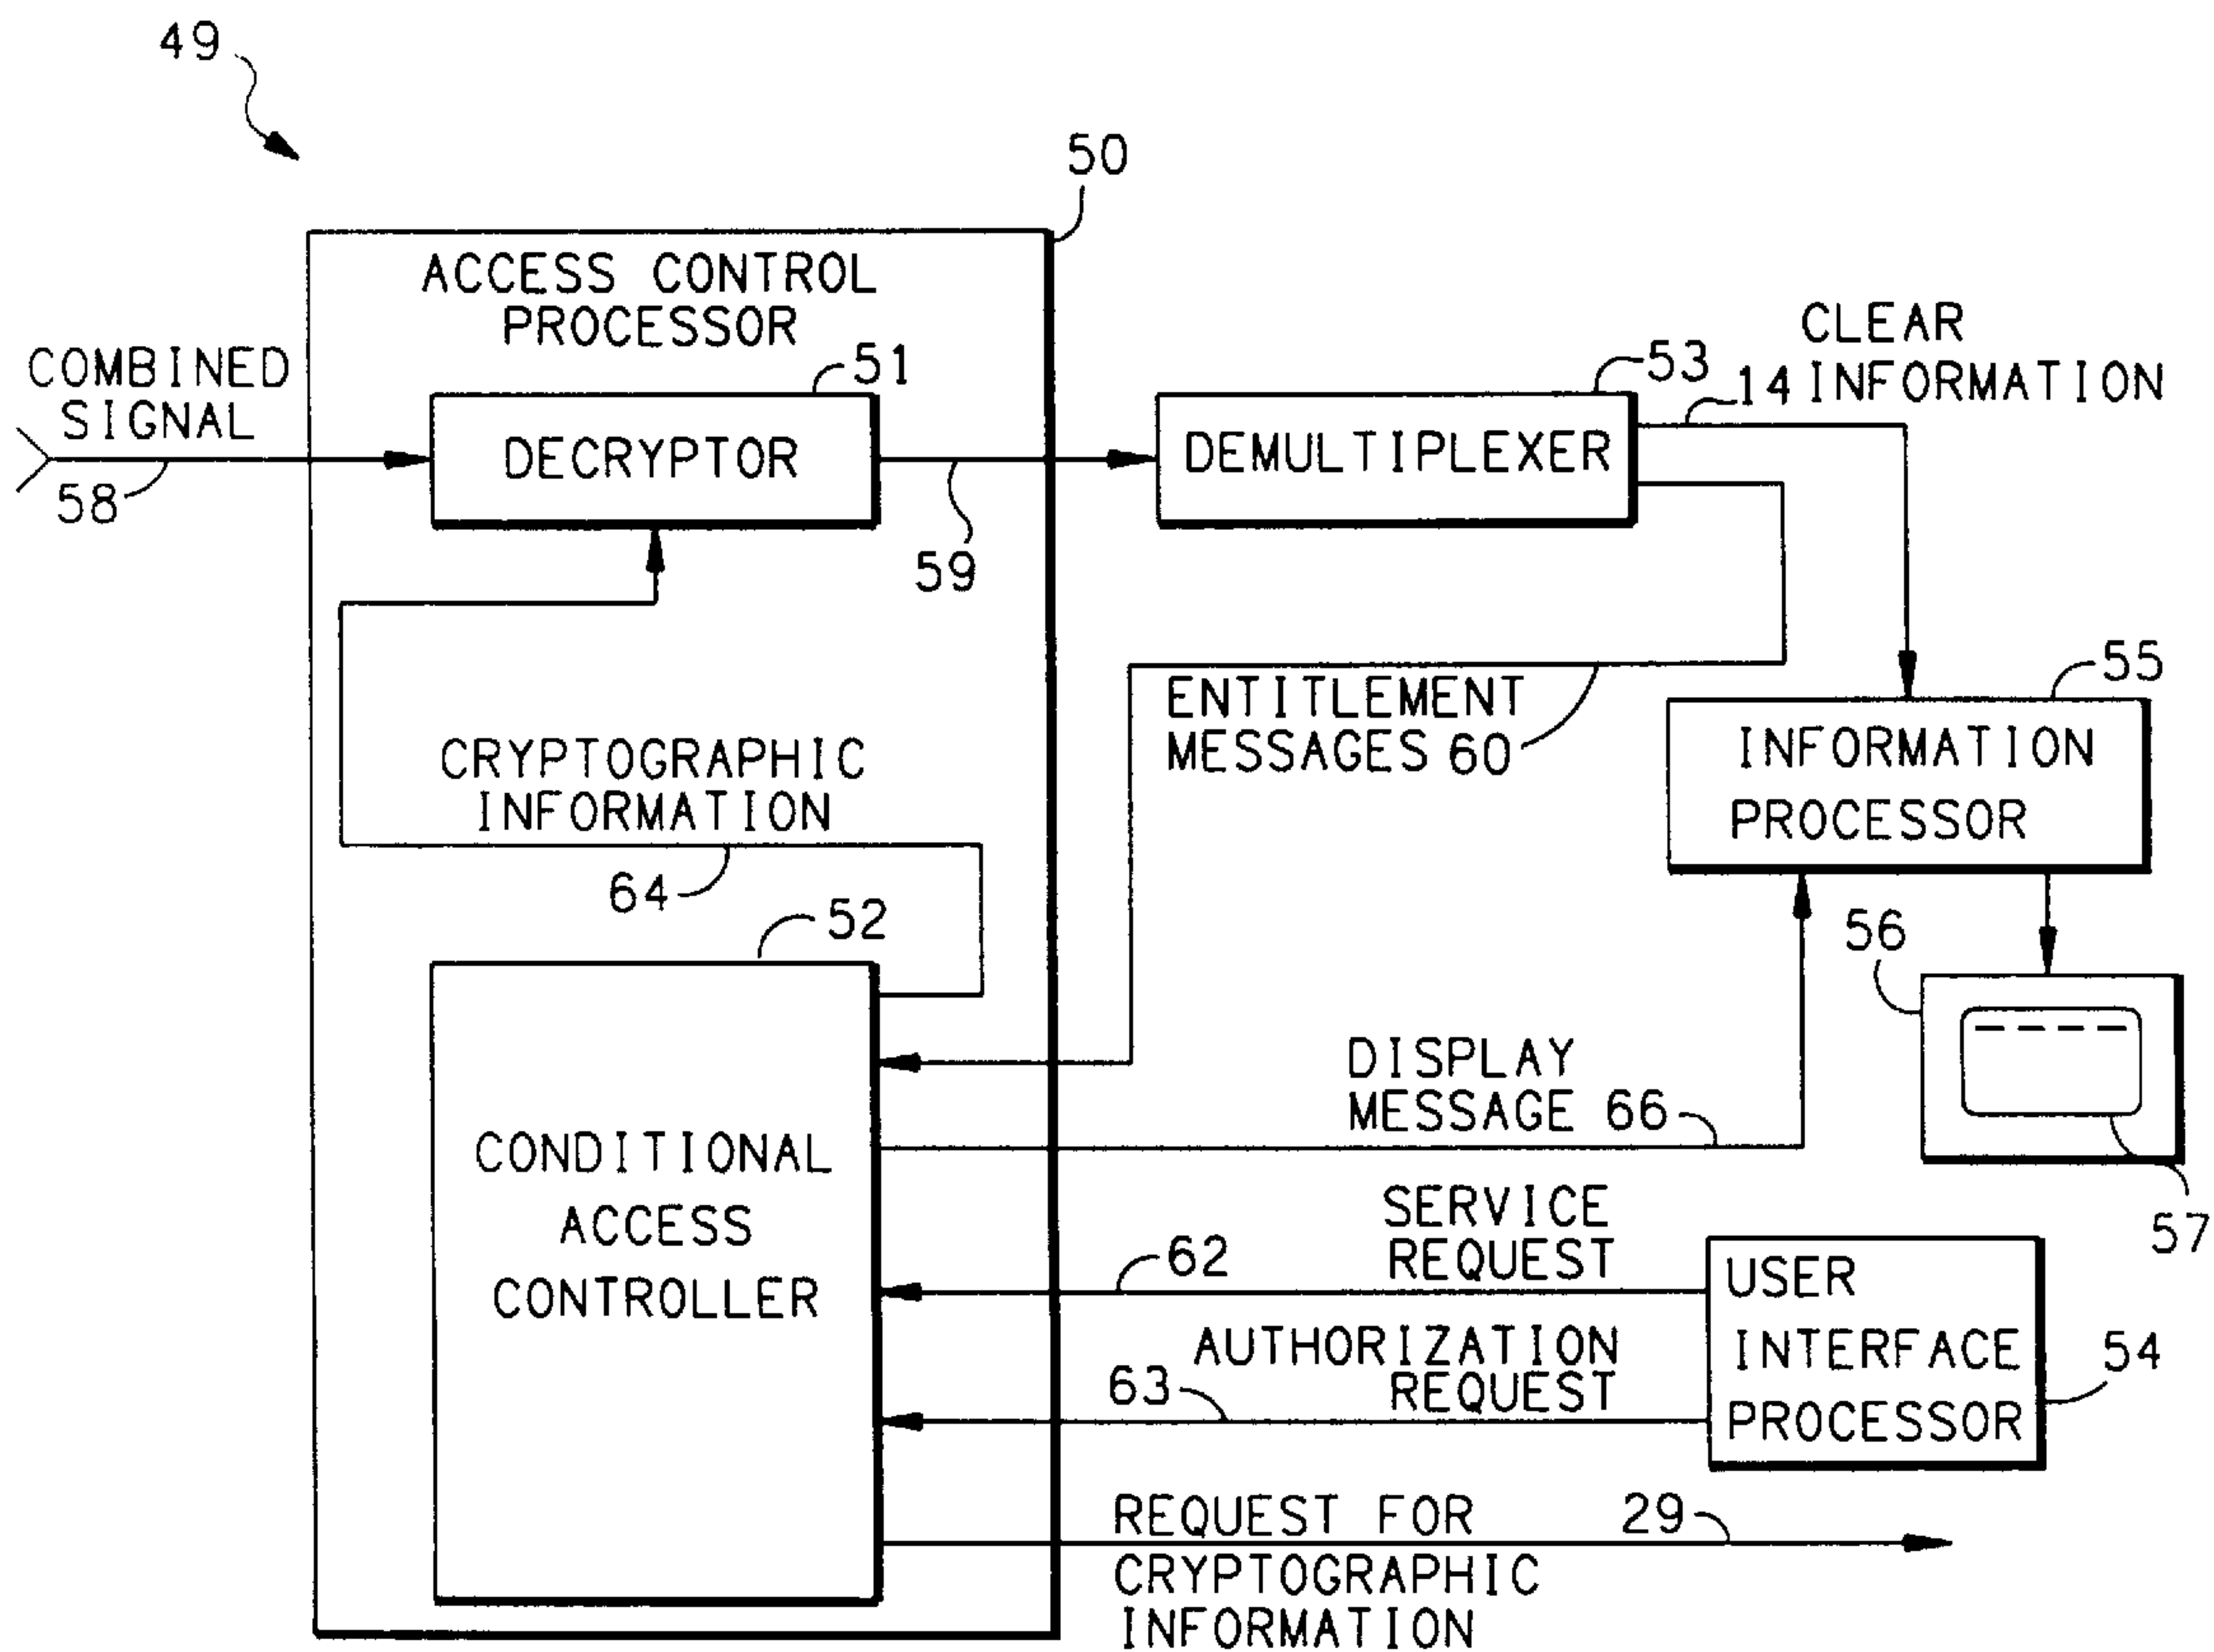 49
50
ACCESS CONTROL
PROCESSOR
COMBINED
SIGNAL
58
51
DECRYPTOR
59
53
DEMULTIPLEXER
CLEAR
14 INFORMATION
ENTITLEMENT
MESSAGES 60
55
INFORMATION
PROCESSOR
CRYPTOGRAPHIC
INFORMATION
64
52
CONDITIONAL
ACCESS
CONTROLLER
56
57
DISPLAY
MESSAGE 66
SERVICE
REQUEST
62
AUTHORIZATION
REQUEST
63
USER
INTERFACE
PROCESSOR
54
REQUEST FOR
CRYPTOGRAPHIC
INFORMATION
29